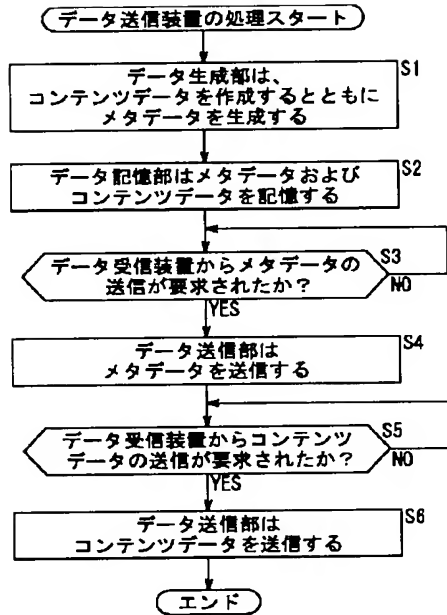 データ送信装置の処理スタート
データ生成部は、
コンテンツデータを作成するとともに
メタデータを生成する
S1
データ記憶部はメタデータおよび
コンテンツデータを記憶する
S2
データ受信装置からメタデータの
送信が要求されたか?
S3
NO
YES
データ送信部は
メタデータを送信する
S4
データ受信装置からコンテンツ
データの送信が要求されたか?
S5
NO
YES
データ送信部は
コンテンツデータを送信する
S6
エンド